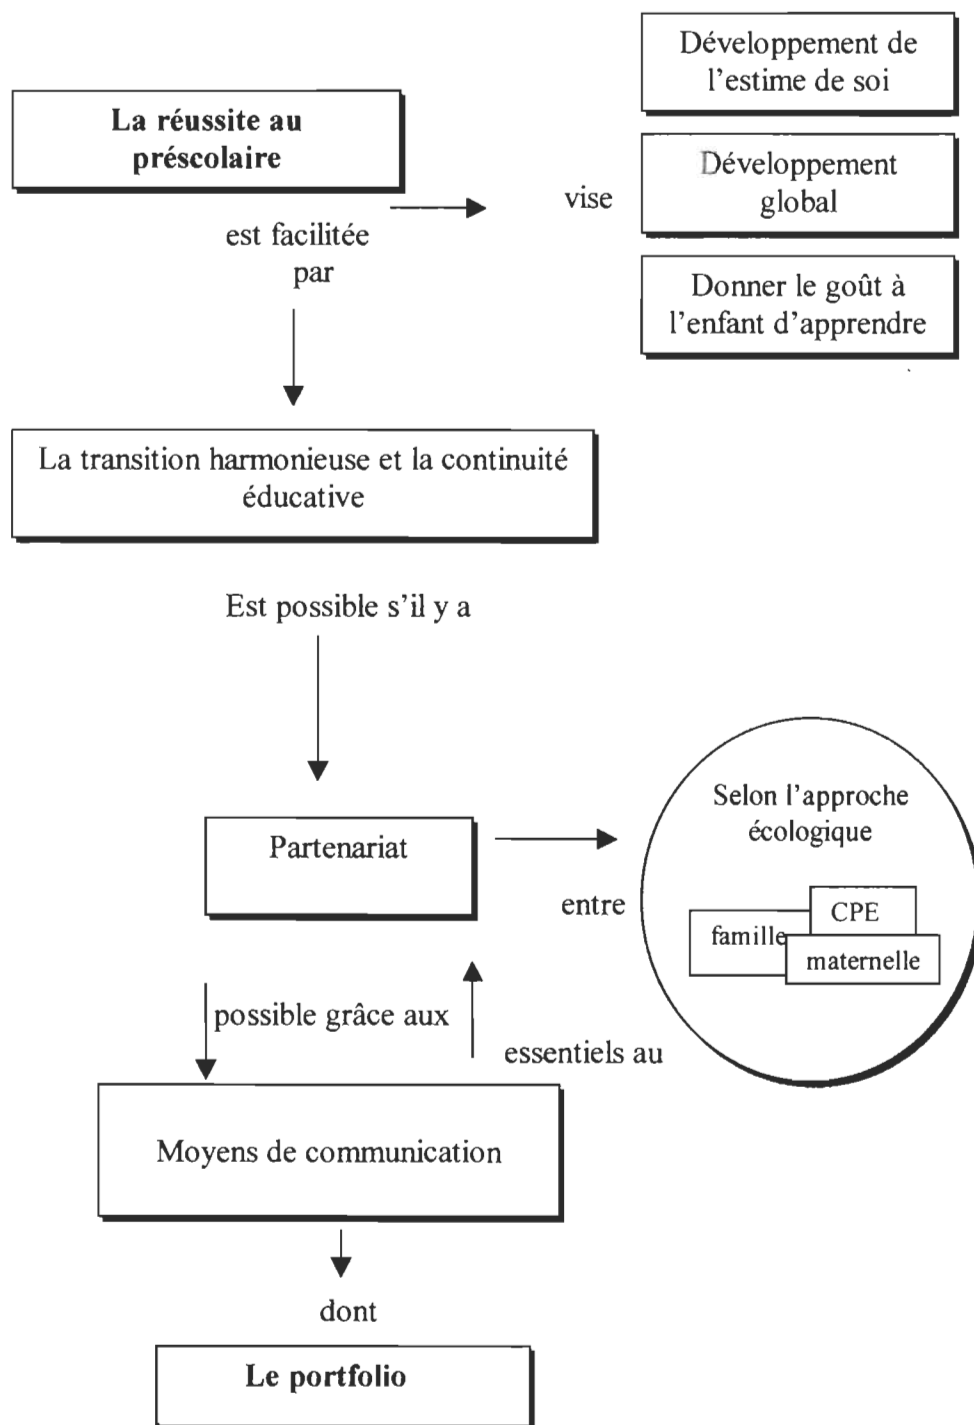 Développement de
l'estime de soi
La réussite au
préscolaire
Développement
global
vise
est facilitée
par
Donner le goût à
l'enfant d'apprendre
La transition harmonieuse et la continuité
éducative
Est possible s'il y a
Selon l'approche
écologique
Partenariat
entre
CPE
famille
maternelle
possible grâce aux
essentiels au
Moyens de communication
dont
Le portfolio